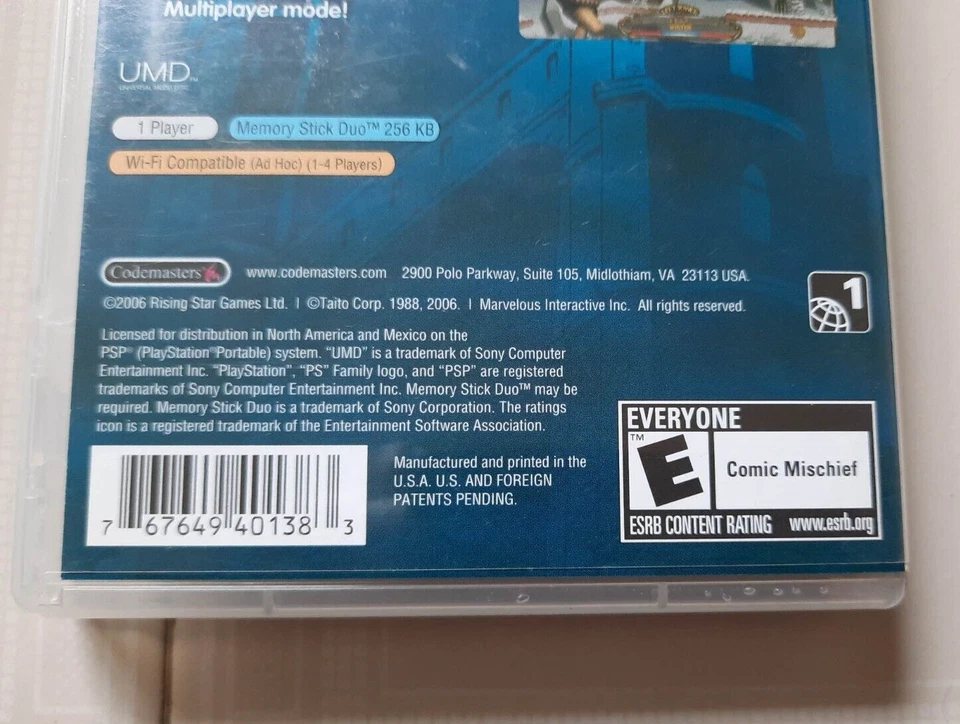 Multiplayer mode!
UMD™
UNIVERSAL MEDIA DISC
1 Player
Memory Stick Duo™ 256 KB
Wi-Fi Compatible (Ad Hoc) (1-4 Players)
Codemasters
www.codemasters.com 2900 Polo Parkway, Suite 105, Midlothiam, VA 23113 USA.
©2006 Rising Star Games Ltd. I ©Taito Corp. 1988, 2006. I Marvelous Interactive Inc. All rights reserved.
1
Licensed for distribution in North America and Mexico on the
PSP® (PlayStation®Portable) system. “UMD” is a trademark of Sony Computer
Entertainment Inc. “PlayStation”, “PS” Family logo, and “PSP” are registered
trademarks of Sony Computer Entertainment Inc. Memory Stick Duo™ may be
required. Memory Stick Duo is a trademark of Sony Corporation. The ratings
icon is a registered trademark of the Entertainment Software Association.
7 67649 40138 3
Manufactured and printed in the
U.S.A. U.S. AND FOREIGN
PATENTS PENDING.
EVERYONE
™
E
Comic Mischief
ESRB CONTENT RATING www.esrb.org